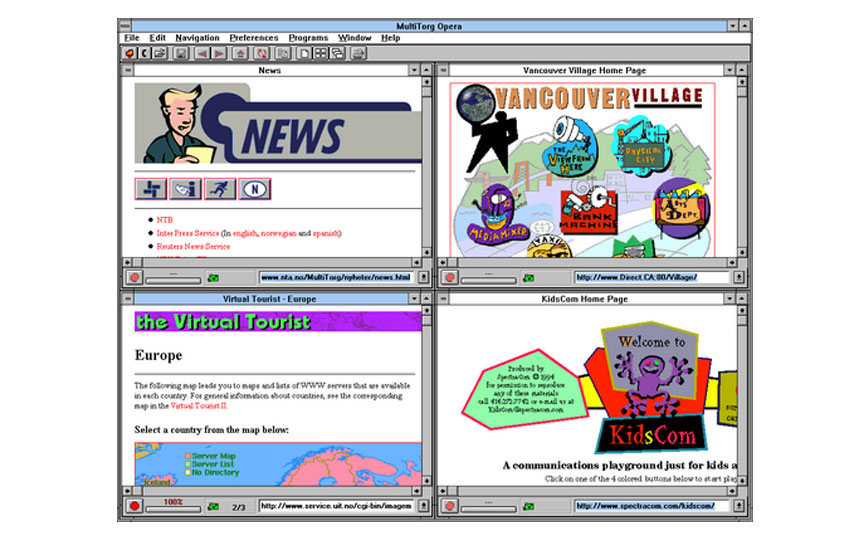 MultiTorg Opera
File Edit Navigation Preferences Programs Window Help
News
NEWS
N
NTB
Inter Press Service (In english, norwegian and spanish)
Reuters News Service
---
www.nta.no/MultiTorg/nyheter/news.html
Vancouver Village Home Page
VANCOUVER VILLAGE
THE VIEW FROM HERE
PHYSICAL CITY
MEDIA MIXER
BANK MACHINE
ARTS DEPT.
TAXI
---
http://www.Direct.CA:80/Village/
Virtual Tourist - Europe
the Virtual Tourist
Europe
The following map leads you to maps and lists of WWW servers that are available
in each country. For general information about countries, see the corresponding
map in the Virtual Tourist II.
Select a country from the map below:
Server Map
Server List
No Directory
Iceland
100%
2/3
http://www.service.uit.no/cgi-bin/imagem
KidsCom Home Page
Produced by
SpectraCom © 1994
for permission to reproduce
any of these materials
call 414.272.7742 or e-mail us at
KidsCom@spectracom.com
Welcome to
KidsCom
A communications playground just for kids a
Click on one of the 4 colored buttons below to start play
---
http://www.spectracom.com/kidscom/